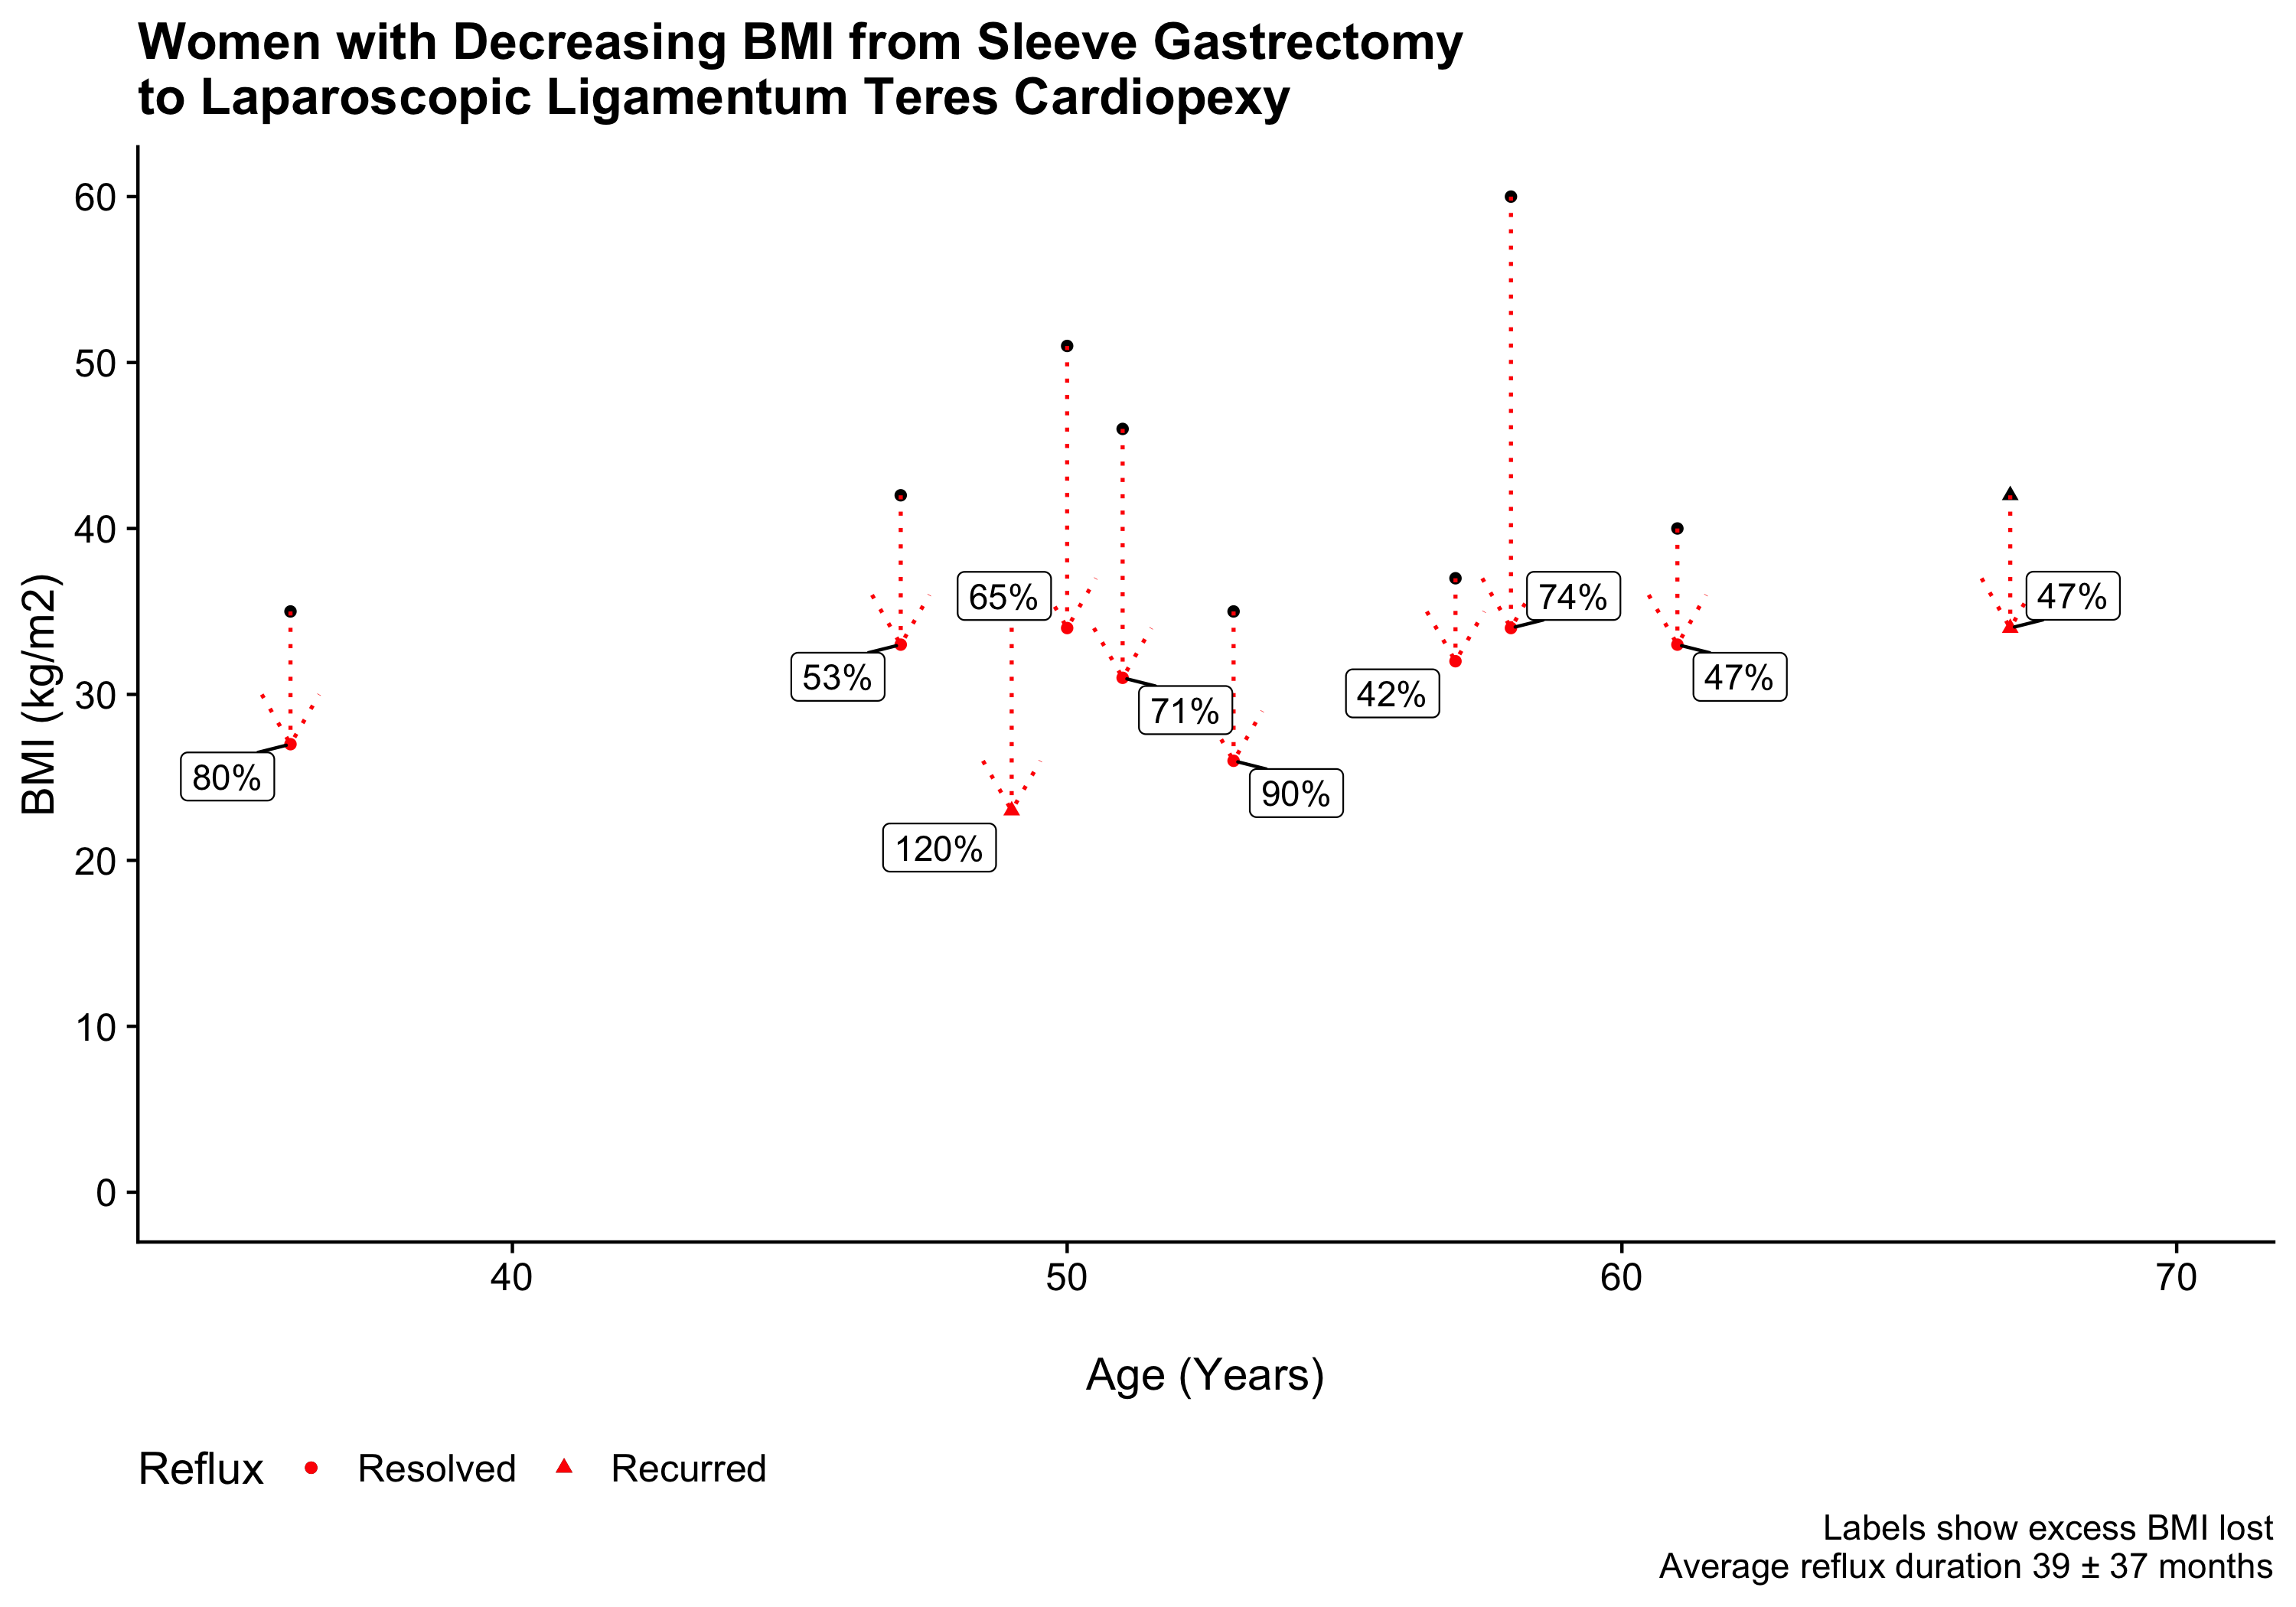 Women with Decreasing BMI from Sleeve Gastrectomy
to Laparoscopic Ligamentum Teres Cardiopexy
BMI (kg/m2)
60
50
40
30
20
10
0
65%
74%
47%
53%
47%
42%
71%
80%
90%
120%
40 50 60 70
Age (Years)
Reflux Resolved Recurred
Labels show excess BMI lost
Average reflux duration 39 ± 37 months